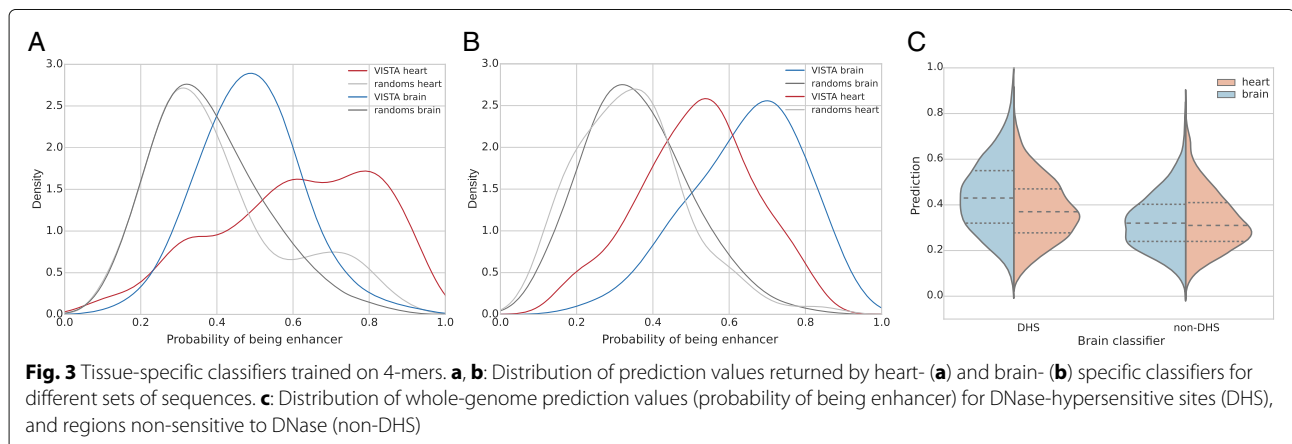 A
3.0
2.5
2.0
1.5
1.0
0.5
0.0
Density
0.0 0.2 0.4 0.6 0.8 1.0
Probability of being enhancer
VISTA heart
randoms heart
VISTA brain
randoms brain
B
3.0
2.5
2.0
1.5
1.0
0.5
0.0
Density
0.0 0.2 0.4 0.6 0.8 1.0
Probability of being enhancer
VISTA brain
randoms brain
VISTA heart
randoms heart
C
1.0
0.8
0.6
0.4
0.2
0.0
Prediction
heart
brain
DHS non-DHS
Brain classifier
Fig. 3 Tissue-specific classifiers trained on 4-mers. a, b: Distribution of prediction values returned by heart- (a) and brain- (b) specific classifiers for
different sets of sequences. c: Distribution of whole-genome prediction values (probability of being enhancer) for DNase-hypersensitive sites (DHS),
and regions non-sensitive to DNase (non-DHS)